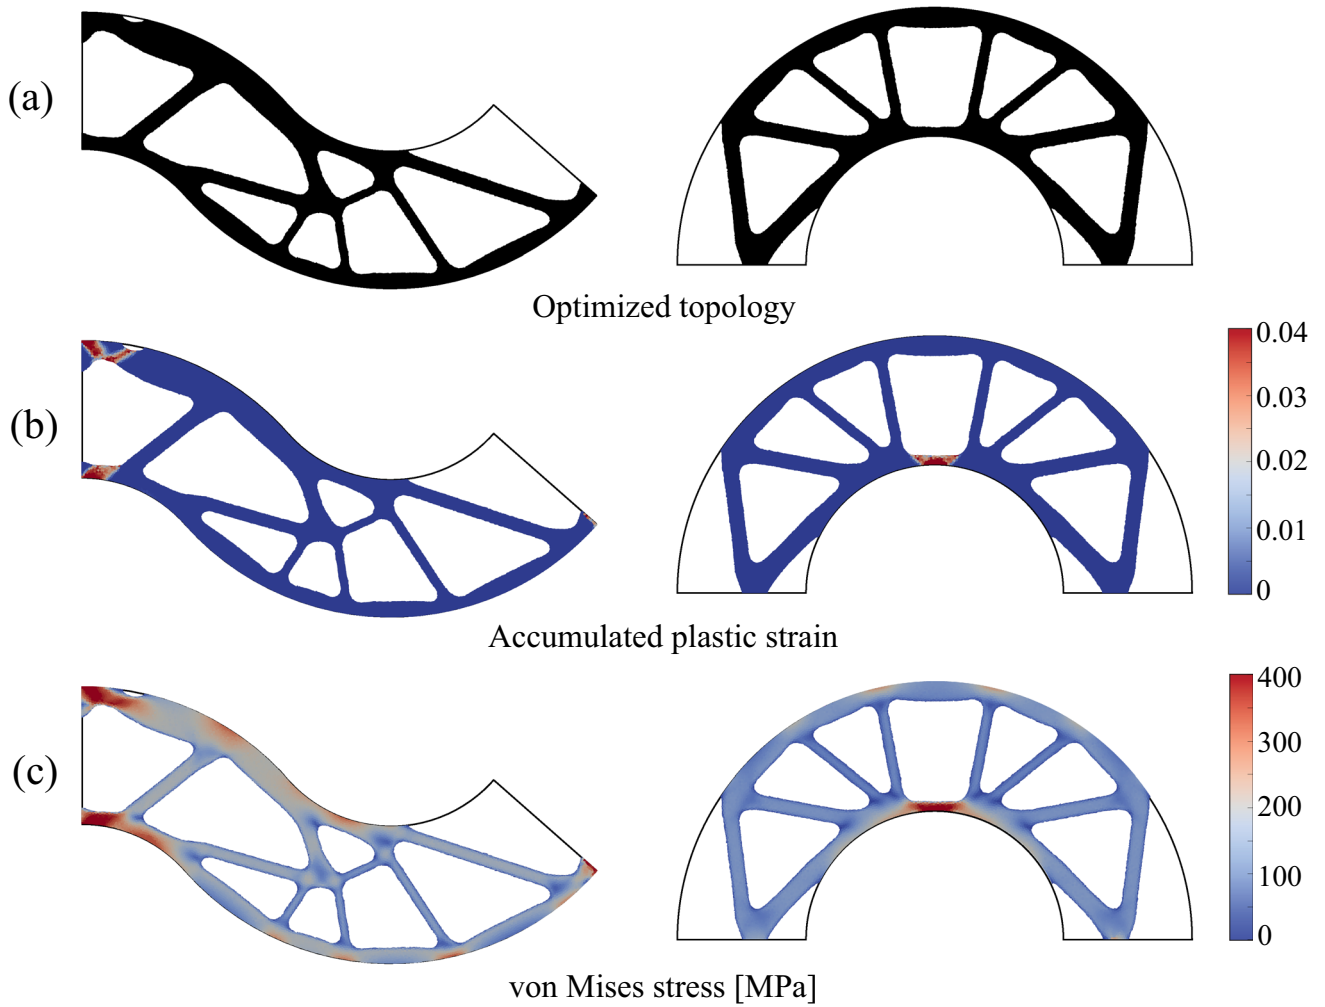 (a)
Optimized topology
(b)
0.04
0.03
0.02
0.01
0
Accumulated plastic strain
(c)
400
300
200
100
0
von Mises stress [MPa]